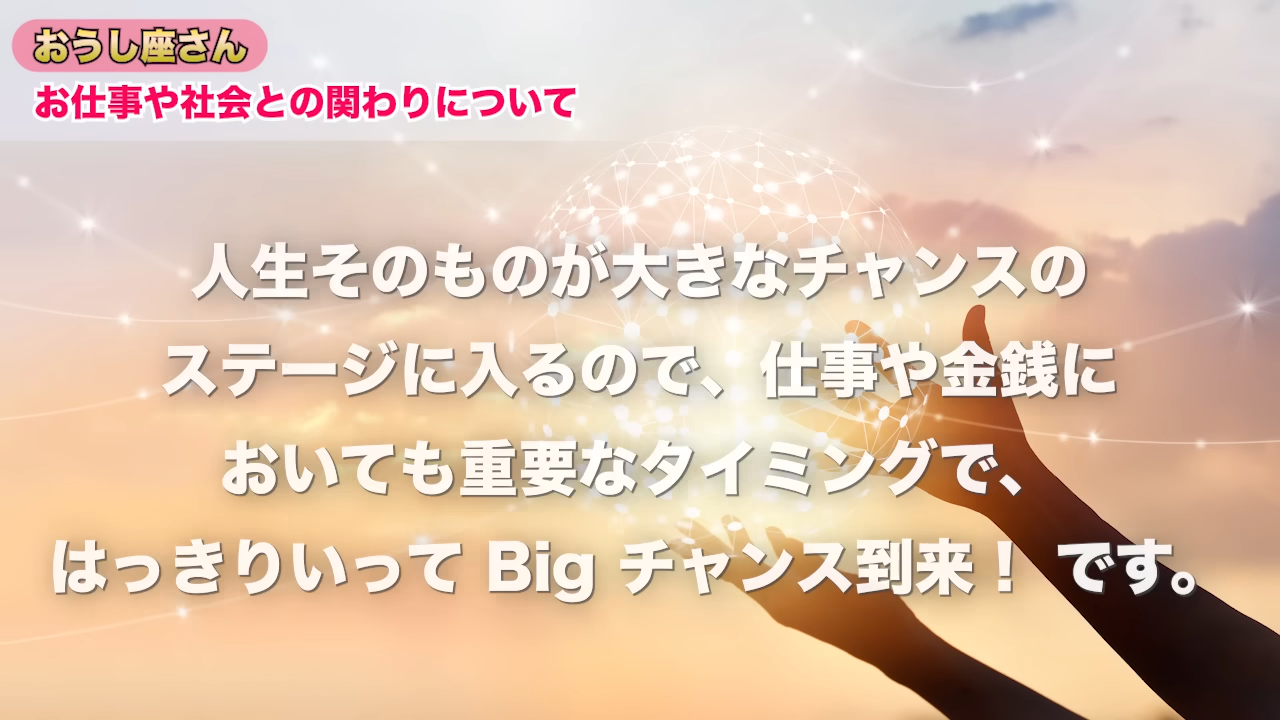 おうし座さん
お仕事や社会との関わりについて
人生そのものが大きなチャンスの
ステージに入るので、仕事や金銭に
おいても重要なタイミングで、
はっきりいって Big チャンス到来！ です。